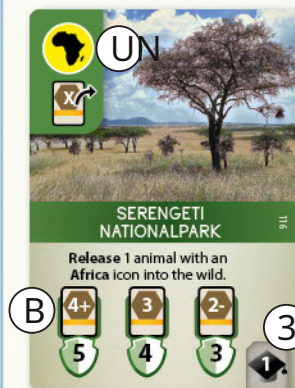 UN
X
SERENGETI
NATIONALPARK
116
Release 1 animal with an
Africa icon into the wild.
B 4+ 3 2- 3
5 4 3 1